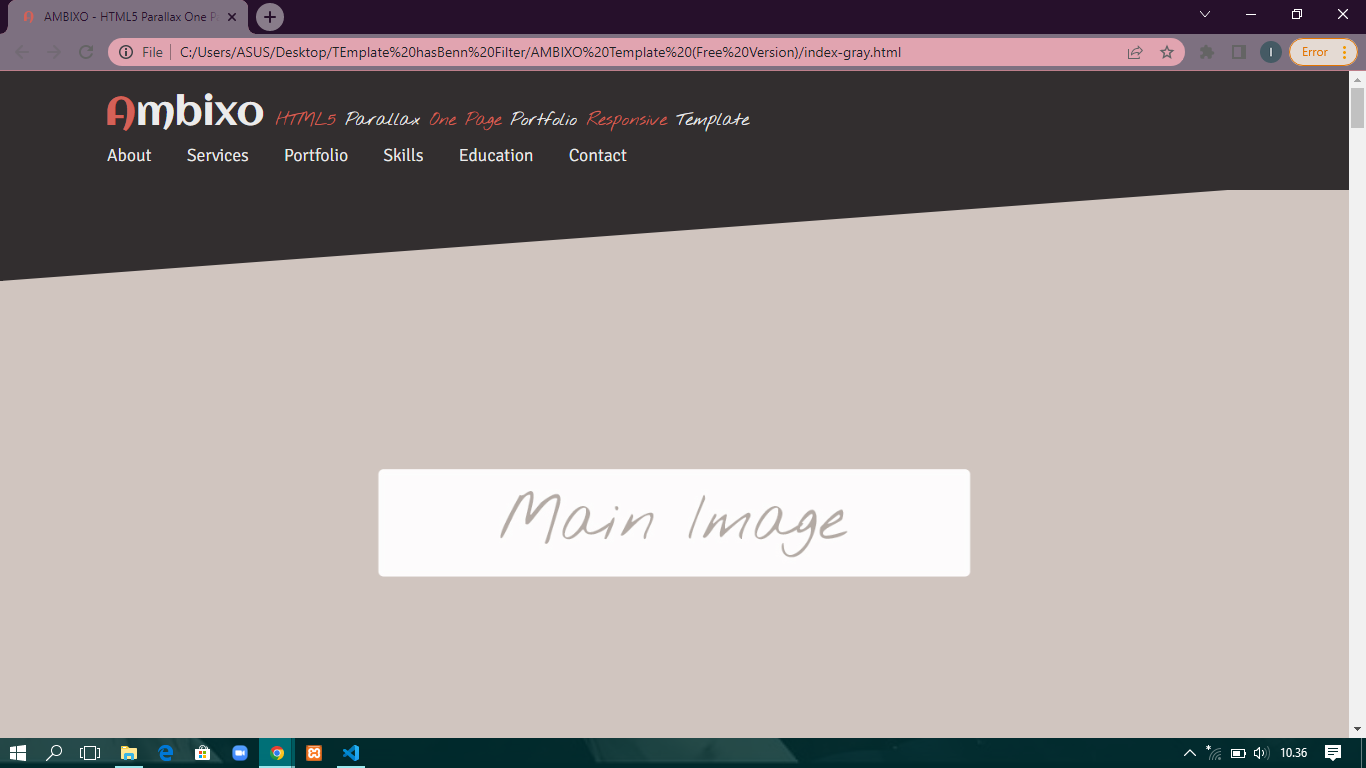 AMBIXO - HTML5 Parallax One P
File
C:/Users/ASUS/Desktop/TEmplate%20hasBenn%20Filter/AMBIXO%20Template%20(Free%20Version)/index-gray.html
I
Error
Ambixo HTML5 Parallax One Page Portfolio Responsive Template
About Services Portfolio Skills Education Contact
Main Image
10.36